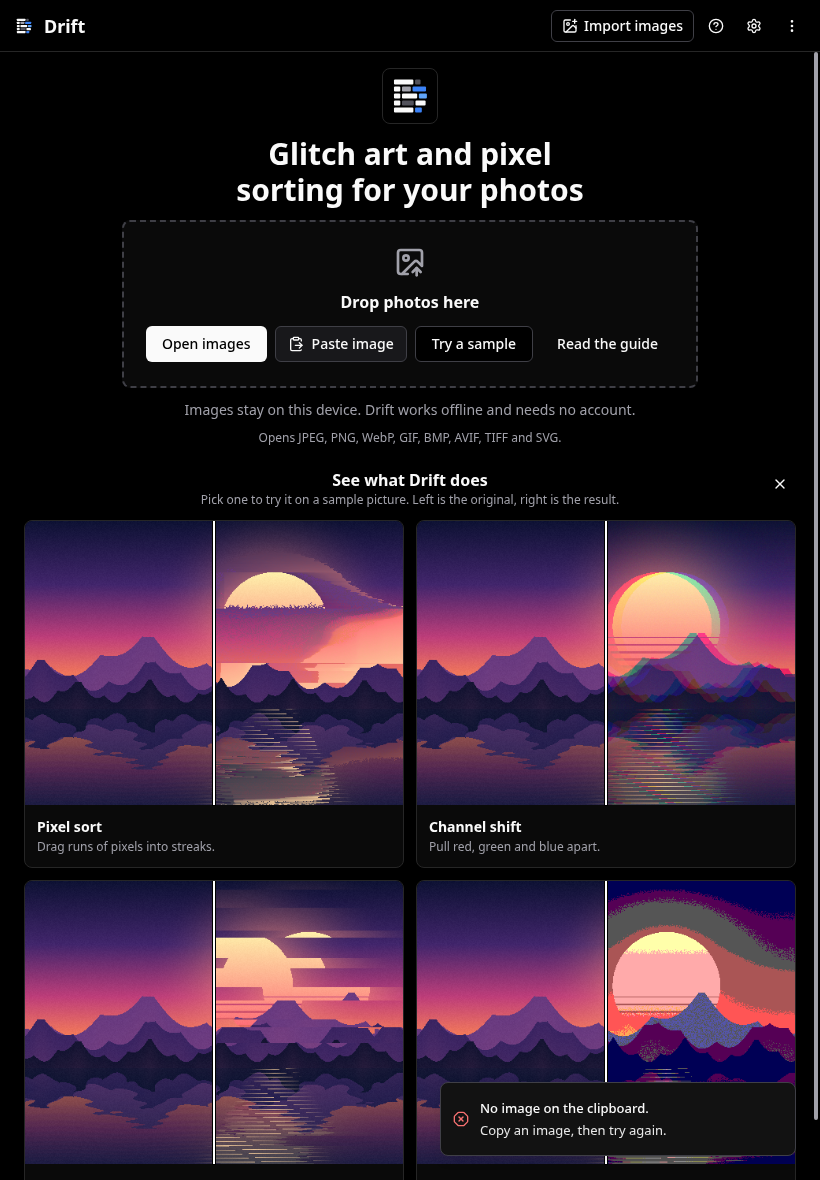 Drift
Import images
Glitch art and pixel
sorting for your photos
Drop photos here
Open images
Paste image
Try a sample
Read the guide
Images stay on this device. Drift works offline and needs no account.
Opens JPEG, PNG, WebP, GIF, BMP, AVIF, TIFF and SVG.
See what Drift does
Pick one to try it on a sample picture. Left is the original, right is the result.
Pixel sort
Drag runs of pixels into streaks.
Channel shift
Pull red, green and blue apart.
No image on the clipboard.
Copy an image, then try again.